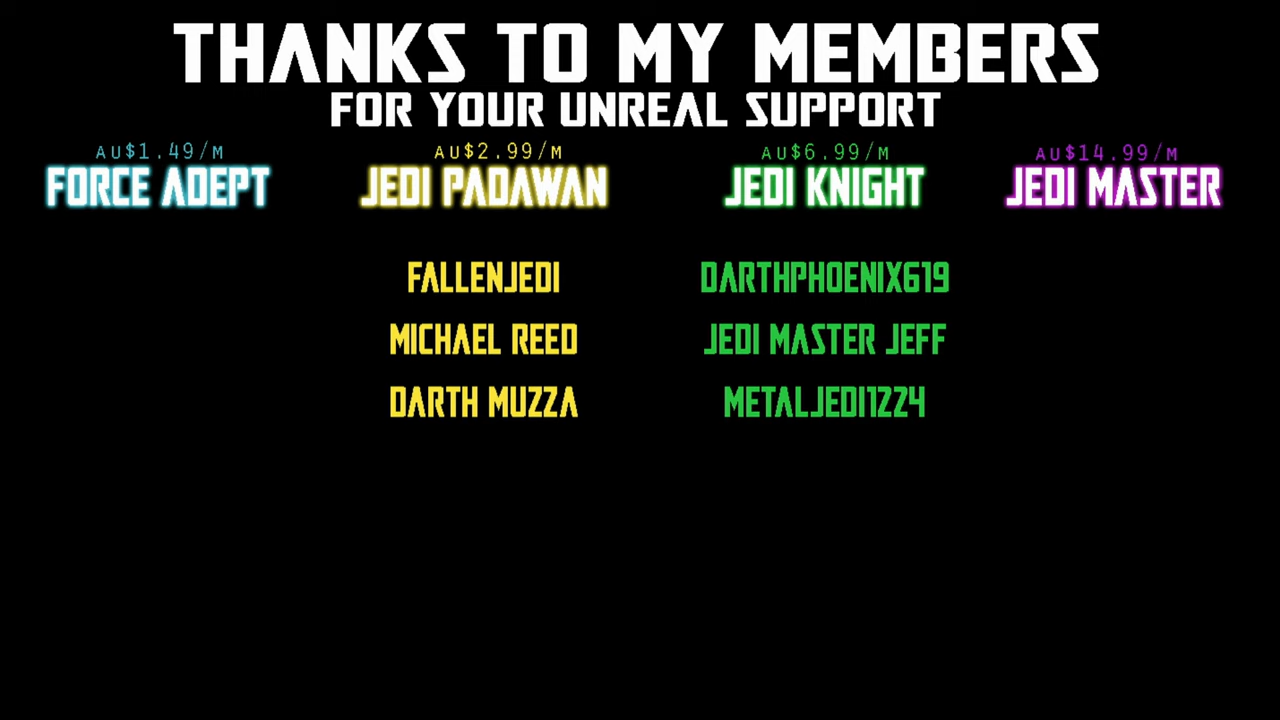 THANKS TO MY MEMBERS
FOR YOUR UNREAL SUPPORT
AU$1.49/M AU$2.99/M AU$6.99/M AU$14.99/M
FORCE ADEPT JEDI PADAWAN JEDI KNIGHT JEDI MASTER
FALLENJEDI DARTHPHOENIX619
MICHAEL REED JEDI MASTER JEFF
DARTH MUZZA METALJEDI1224